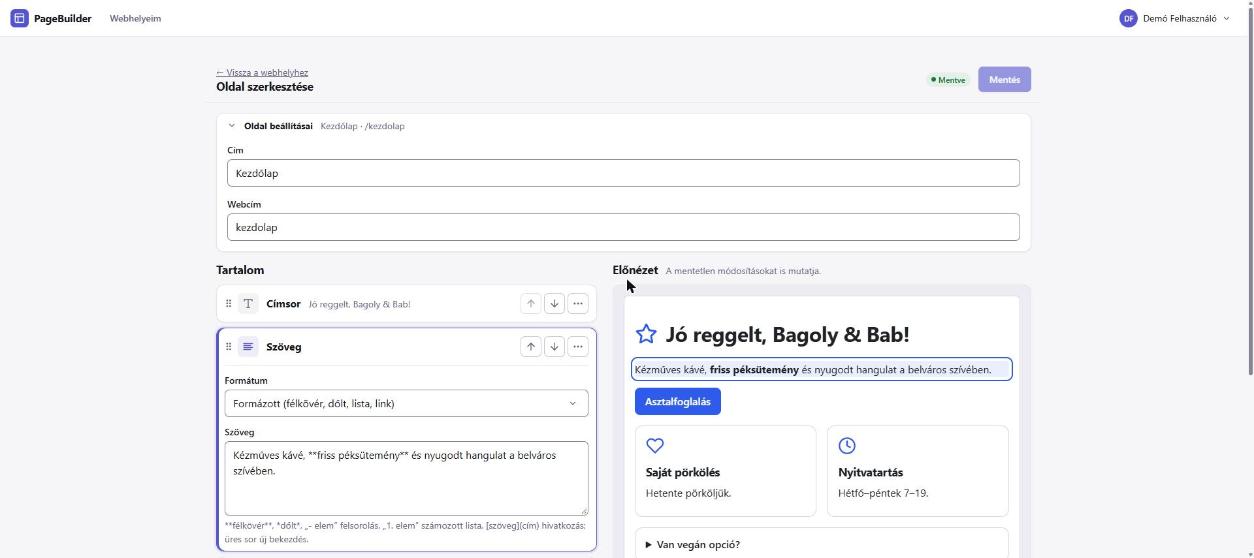 PageBuilder
Webhelyeim
DF
Demó Felhasználó
← Vissza a webhelyhez
Oldal szerkesztése
Mentve
Mentés
Oldal beállításai
Kezdőlap · /kezdolap
Cím
Kezdőlap
Webcím
kezdolap
Tartalom
Címsor
Jó reggelt, Bagoly & Bab!
Szöveg
Formátum
Formázott (félkövér, dőlt, lista, link)
Szöveg
Kézműves kávé, **friss péksütemény** és nyugodt hangulat a belváros
szívében.
**félkövér**, *dőlt*, „- elem” felsorolás, „1. elem” számozott lista, [szöveg](cím) hivatkozás;
üres sor új bekezdés.
Előnézet
A mentetlen módosításokat is mutatja.
Jó reggelt, Bagoly & Bab!
Kézműves kávé, friss péksütemény és nyugodt hangulat a belváros szívében.
Asztalfoglalás
Saját pörkölés
Hetente pörköljük.
Nyitvatartás
Hétfő–péntek 7–19.
Van vegán opció?